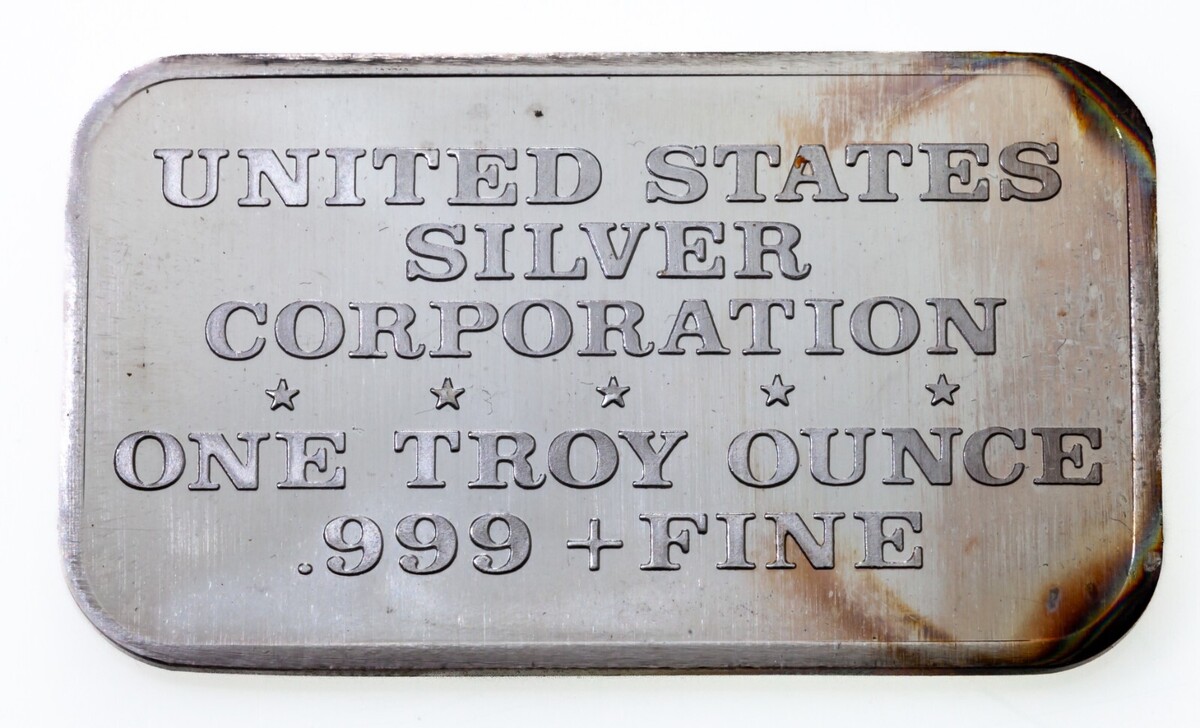 UNITED STATES
SILVER
CORPORATION
ONE TROY OUNCE
.999 + FINE